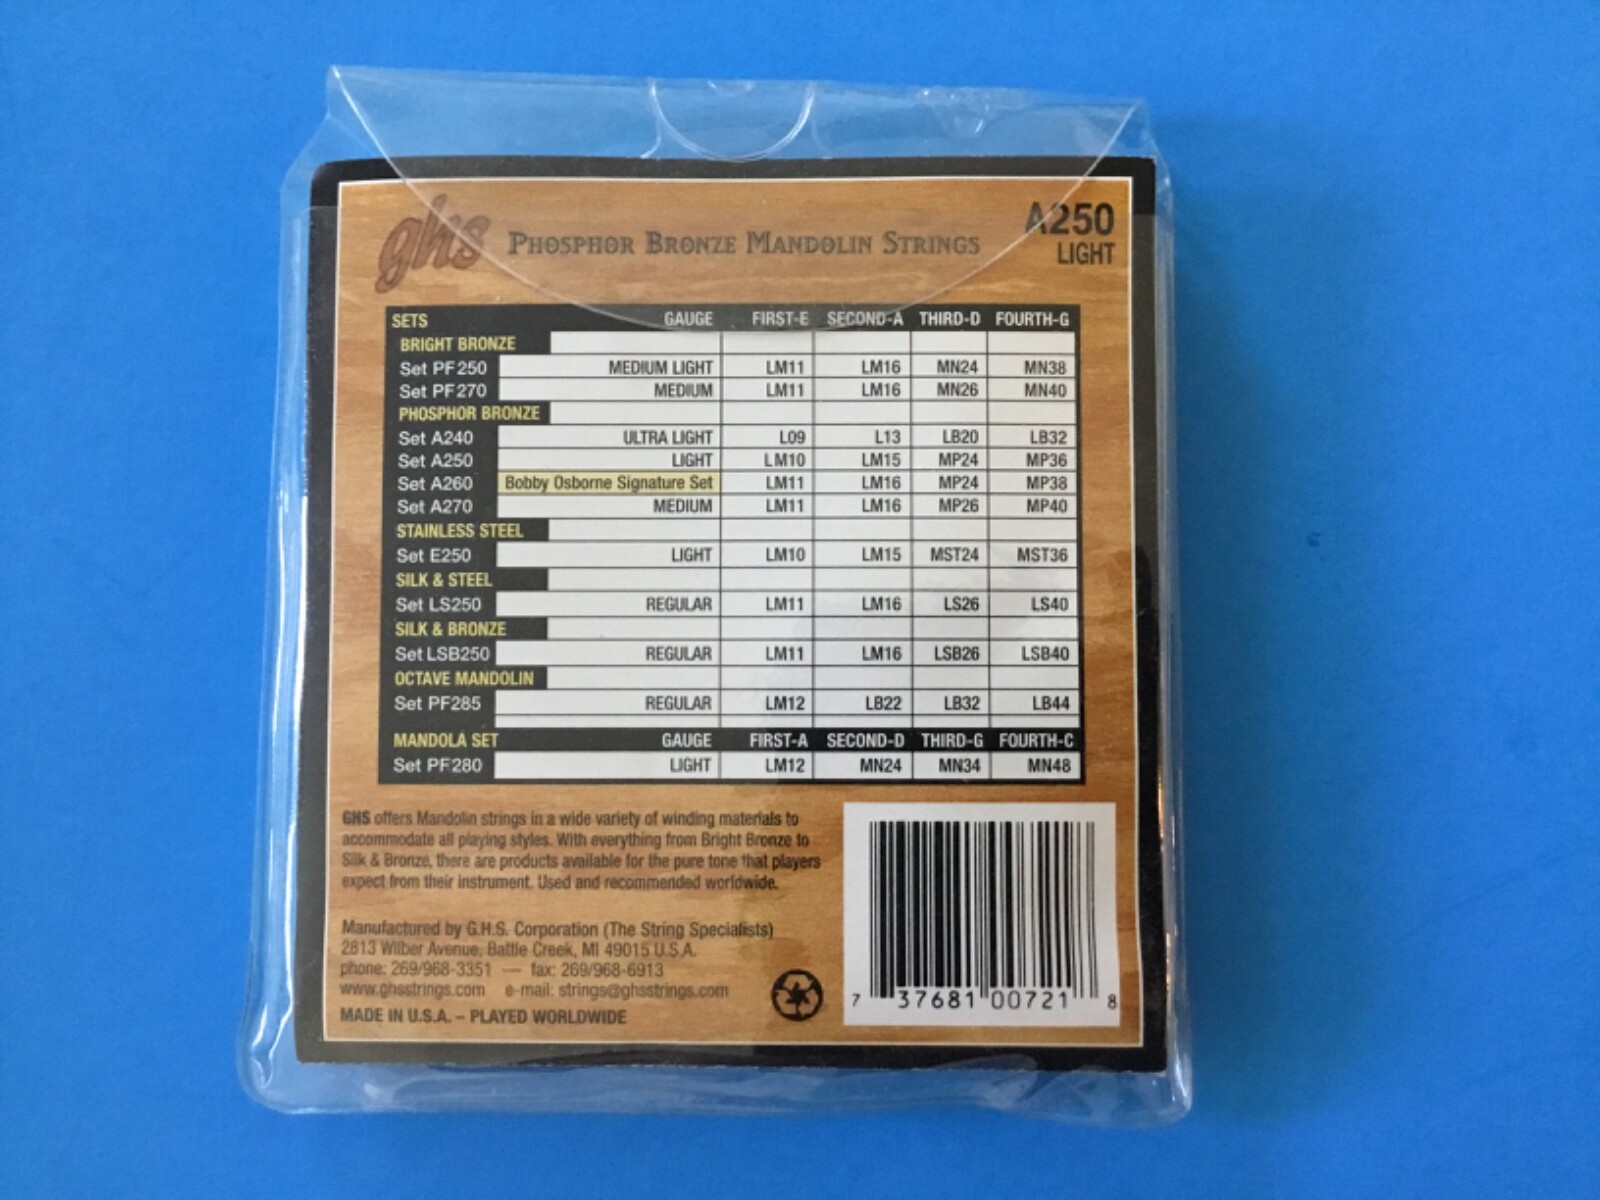 ghs PHOSPHOR BRONZE MANDOLIN STRINGS A250
LIGHT
SETS GAUGE FIRST-E SECOND-A THIRD-D FOURTH-G
BRIGHT BRONZE
Set PF250 MEDIUM LIGHT LM11 LM16 MN24 MN38
Set PF270 MEDIUM LM11 LM16 MN26 MN40
PHOSPHOR BRONZE
Set A240 ULTRA LIGHT L09 L13 LB20 LB32
Set A250 LIGHT LM10 LM15 MP24 MP36
Set A260 Bobby Osborne Signature Set LM11 LM16 MP24 MP38
Set A270 MEDIUM LM11 LM16 MP26 MP40
STAINLESS STEEL
Set E250 LIGHT LM10 LM15 MST24 MST36
SILK & STEEL
Set LS250 REGULAR LM11 LM16 LS26 LS40
SILK & BRONZE
Set LSB250 REGULAR LM11 LM16 LSB26 LSB40
OCTAVE MANDOLIN
Set PF285 REGULAR LM12 LB22 LB32 LB44
MANDOLA SET GAUGE FIRST-A SECOND-D THIRD-G FOURTH-C
Set PF280 LIGHT LM12 MN24 MN34 MN48
GHS offers Mandolin strings in a wide variety of winding materials to
accommodate all playing styles. With everything from Bright Bronze to
Silk & Bronze, there are products available for the pure tone that players
expect from their instrument. Used and recommended worldwide.
Manufactured by G.H.S. Corporation (The String Specialists)
2813 Wilber Avenue, Battle Creek, MI 49015 U.S.A.
phone: 269/968-3351 — fax: 269/968-6913
www.ghsstrings.com e-mail: strings@ghsstrings.com
MADE IN U.S.A. – PLAYED WORLDWIDE
7 37681 00721 8